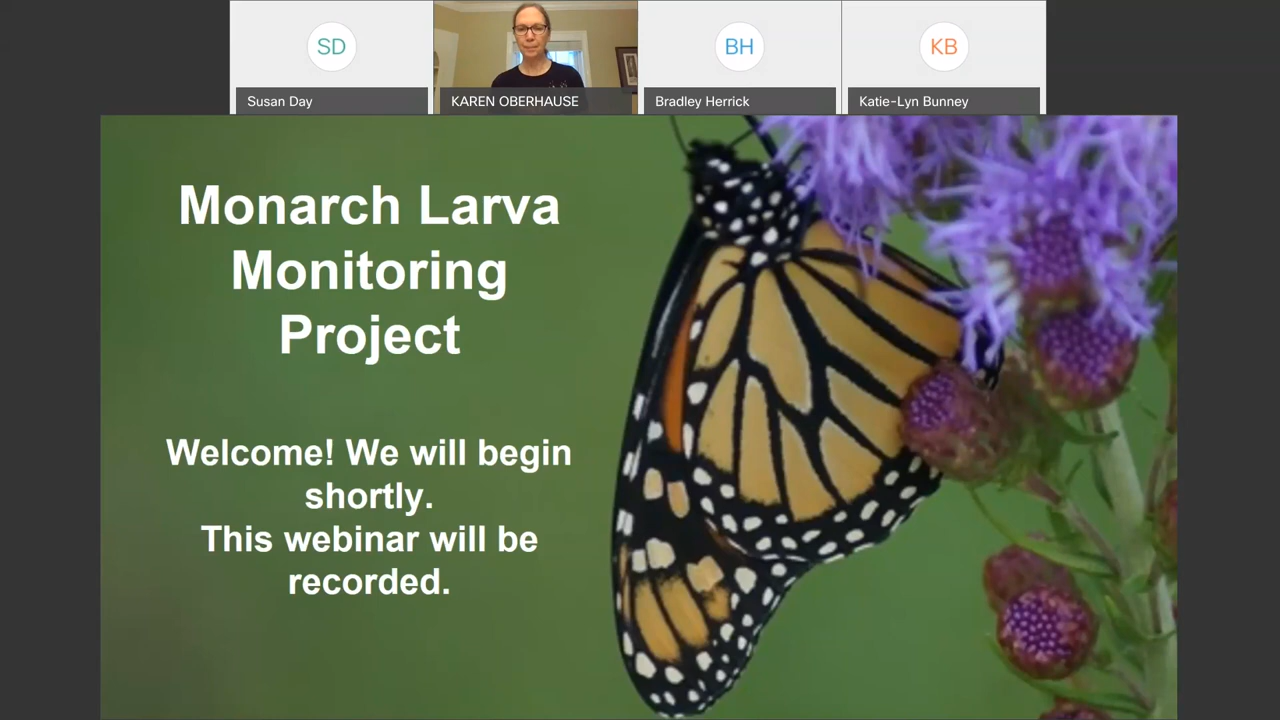 SD
BH
KB
Susan Day
KAREN OBERHAUSE
Bradley Herrick
Katie-Lyn Bunney
Monarch Larva
Monitoring
Project
Welcome! We will begin
shortly.
This webinar will be
recorded.